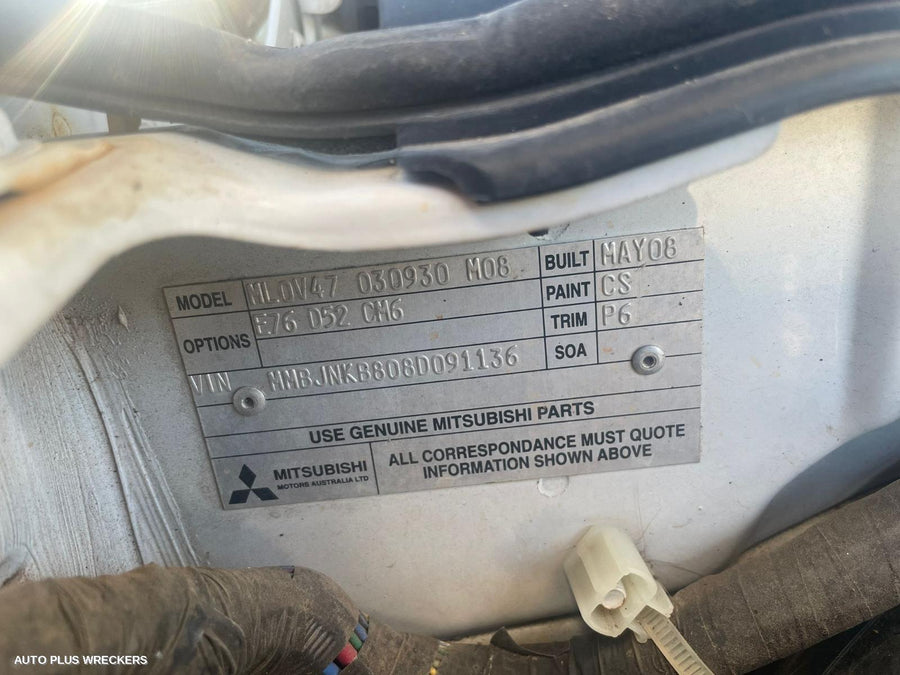 MODEL ML0V47 030930 M08 BUILT MAY08
OPTIONS E76 D52 CM6 PAINT CS
TRIM P6
SOA
VIN MMBJNKB808D091136
USE GENUINE MITSUBISHI PARTS
MITSUBISHI
MOTORS AUSTRALIA LTD
ALL CORRESPONDANCE MUST QUOTE
INFORMATION SHOWN ABOVE
AUTO PLUS WRECKERS